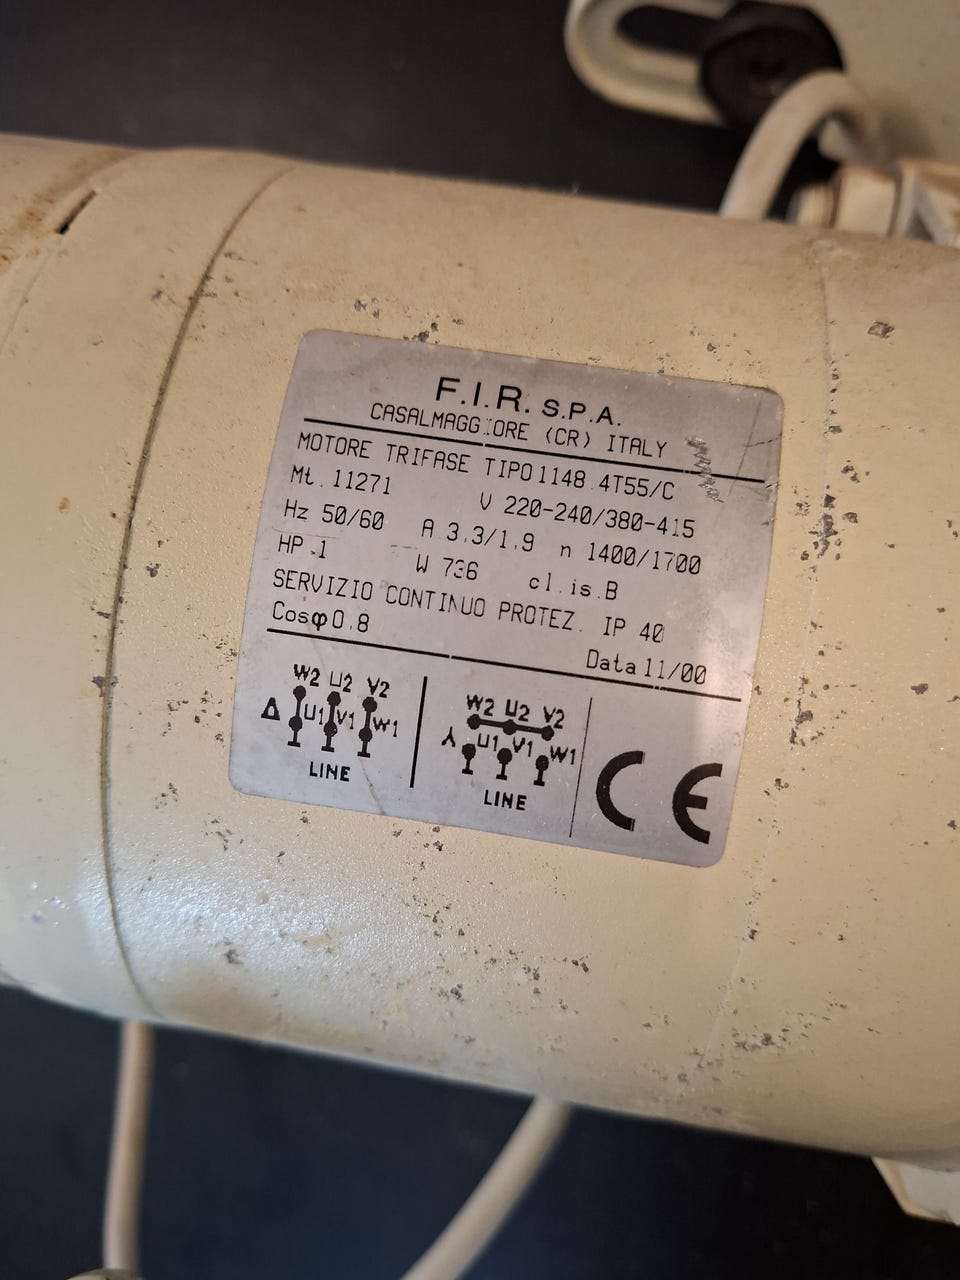 F.I.R. S.P.A.
CASALMAGGIORE (CR) ITALY
MOTORE TRIFASE TIPO 1148 4T55/C
Mt. 11271 V 220-240/380-415
Hz 50/60 A 3.3/1.9 n 1400/1700
HP .1 W 736 cl.is.B
SERVIZIO CONTINUO PROTEZ. IP 40
Cosφ 0.8
Data 11/00
W2 U2 V2
Δ U1 V1 W1
LINE
W2 U2 V2
⅄ U1 V1 W1
LINE
CE